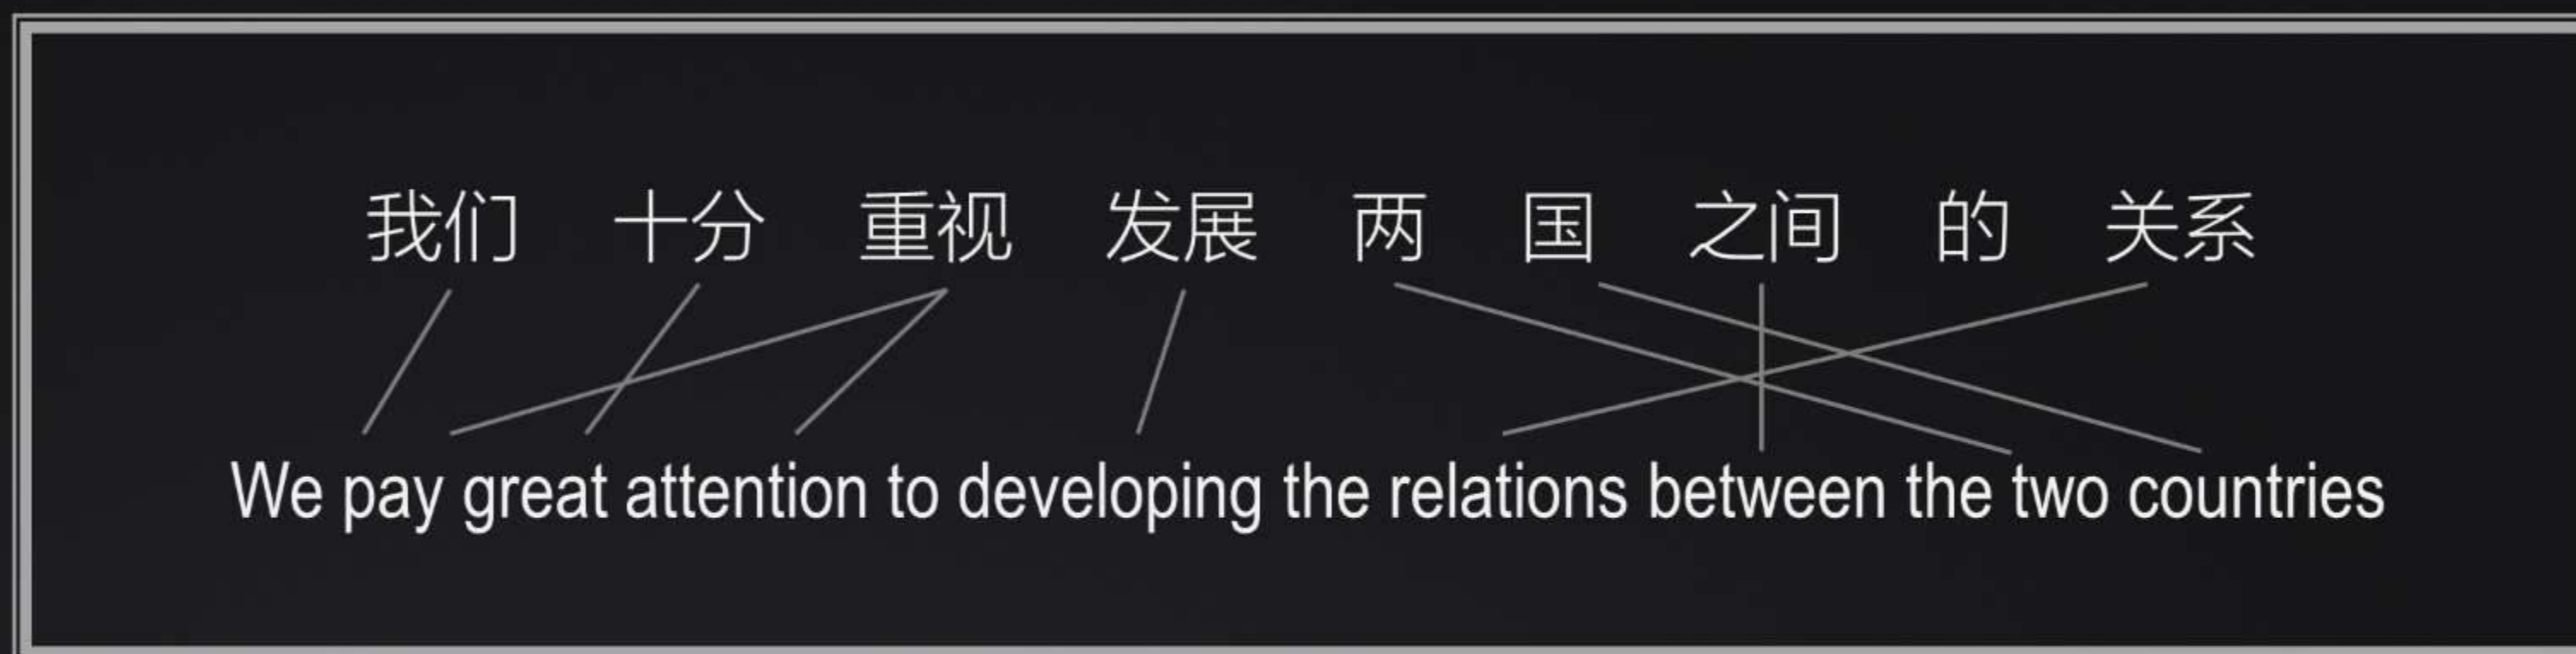 我们 十分 重视 发展 两 国 之间 的 关系
We pay great attention to developing the relations between the two countries